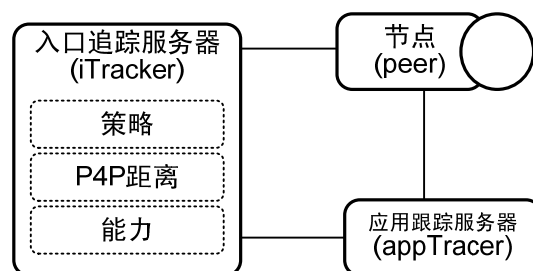 入口追踪服务器
(iTracker)
策略
P4P距离
能力
节点
(peer)
应用跟踪服务器
(appTracer)